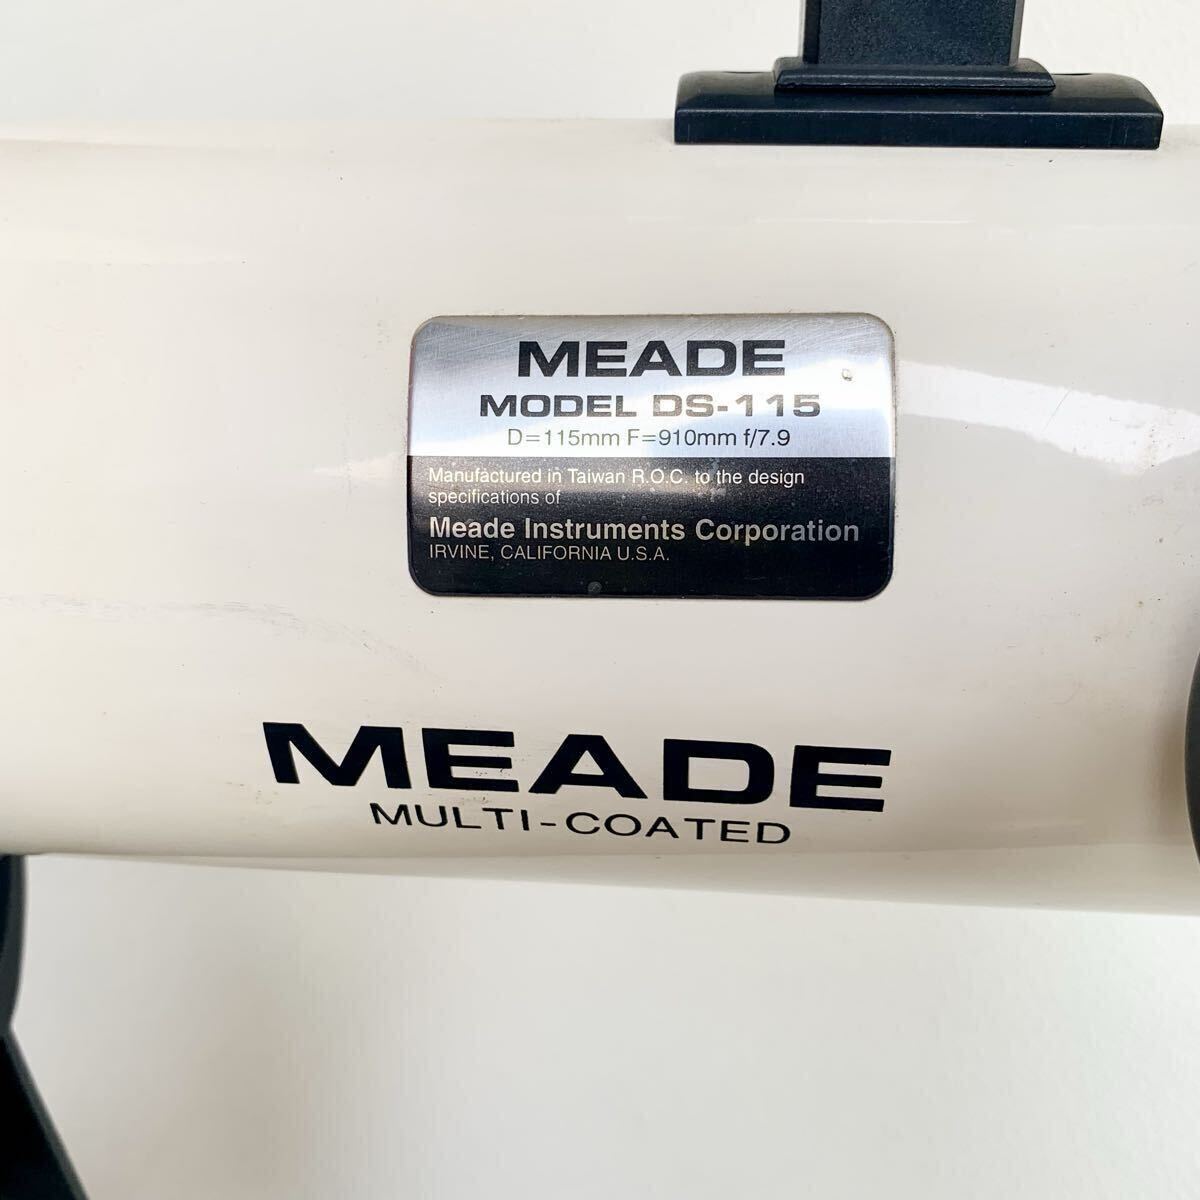 MEADE
MODEL DS-115
D=115mm F=910mm f/7.9
Manufactured in Taiwan R.O.C. to the design
specifications of
Meade Instruments Corporation
IRVINE, CALIFORNIA U.S.A.
MEADE
MULTI-COATED